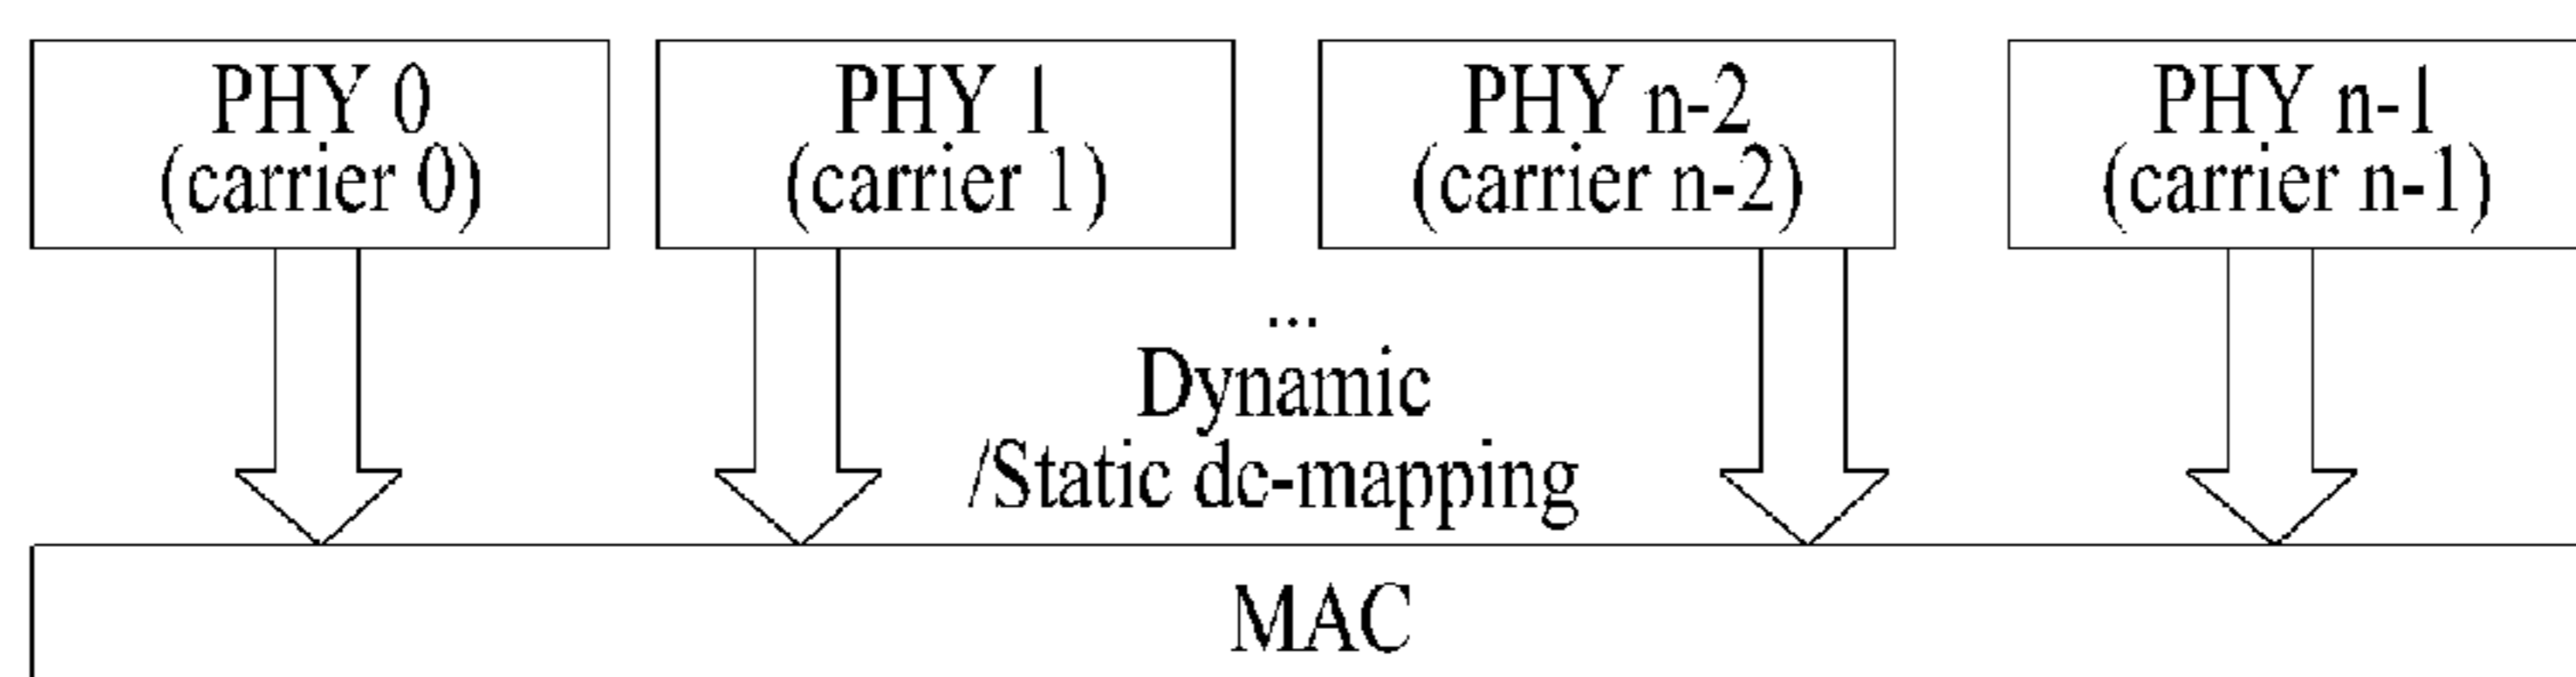 PHY 0
(carrier 0)
PHY 1
(carrier 1)
PHY n-2
(carrier n-2)
PHY n-1
(carrier n-1)
...
Dynamic
/Static dc-mapping
MAC